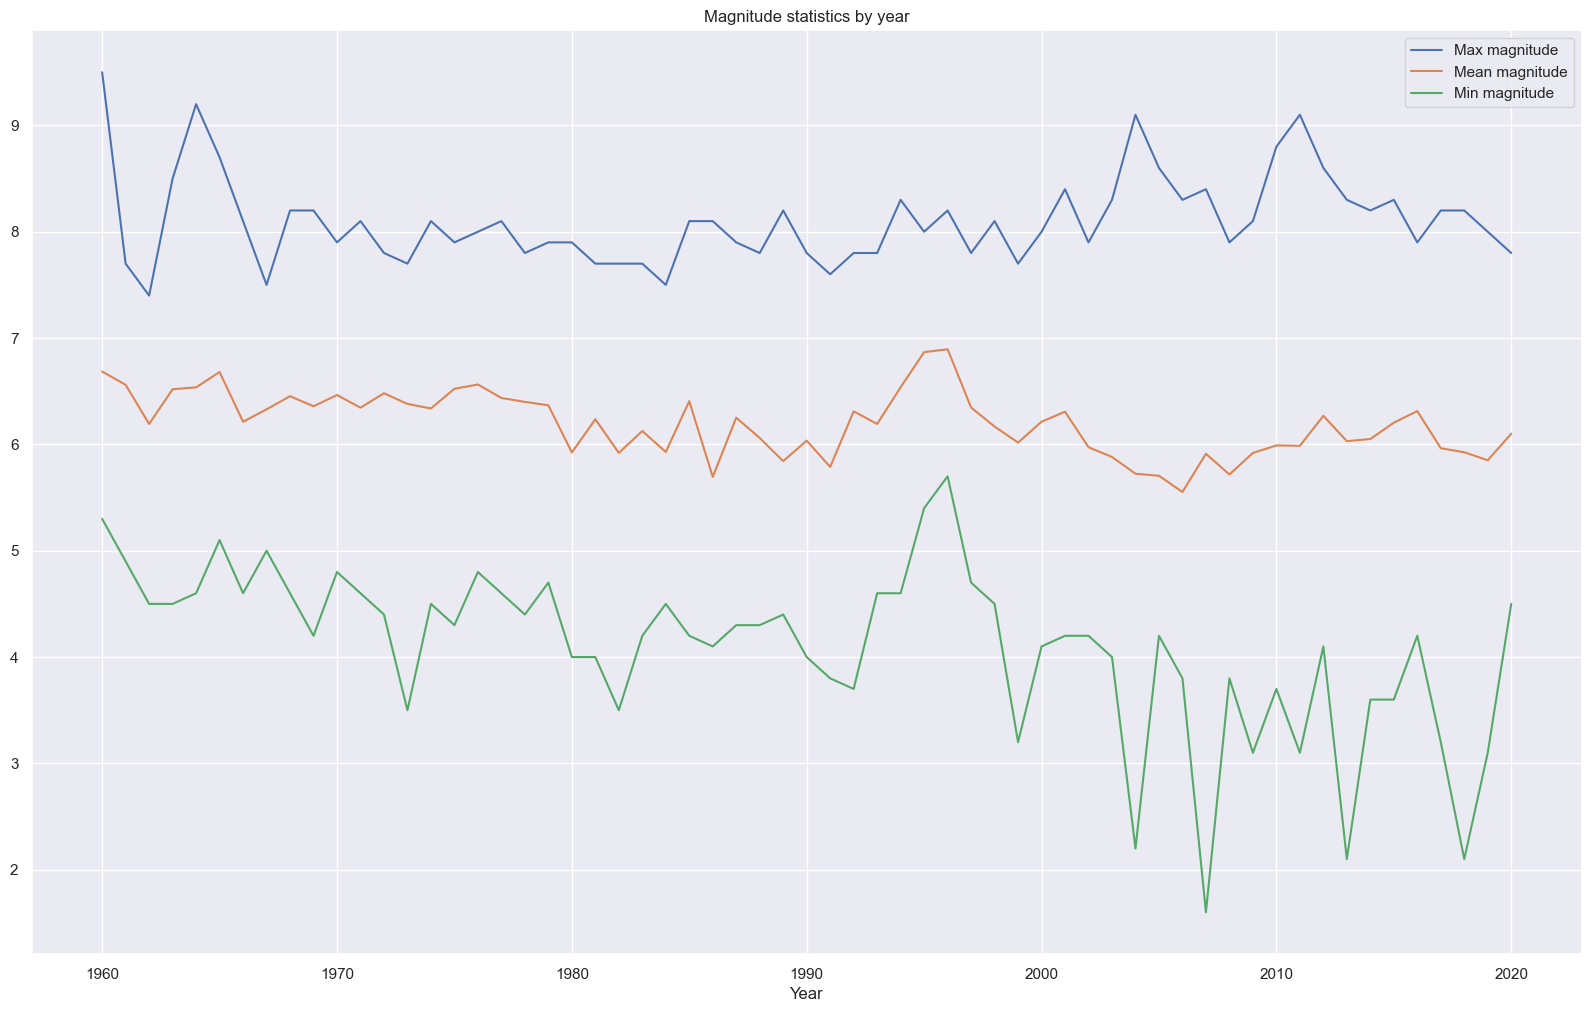 Magnitude statistics by year
Max magnitude
Mean magnitude
Min magnitude
9
8
7
6
5
4
3
2
1960 1970 1980 1990 2000 2010 2020
Year